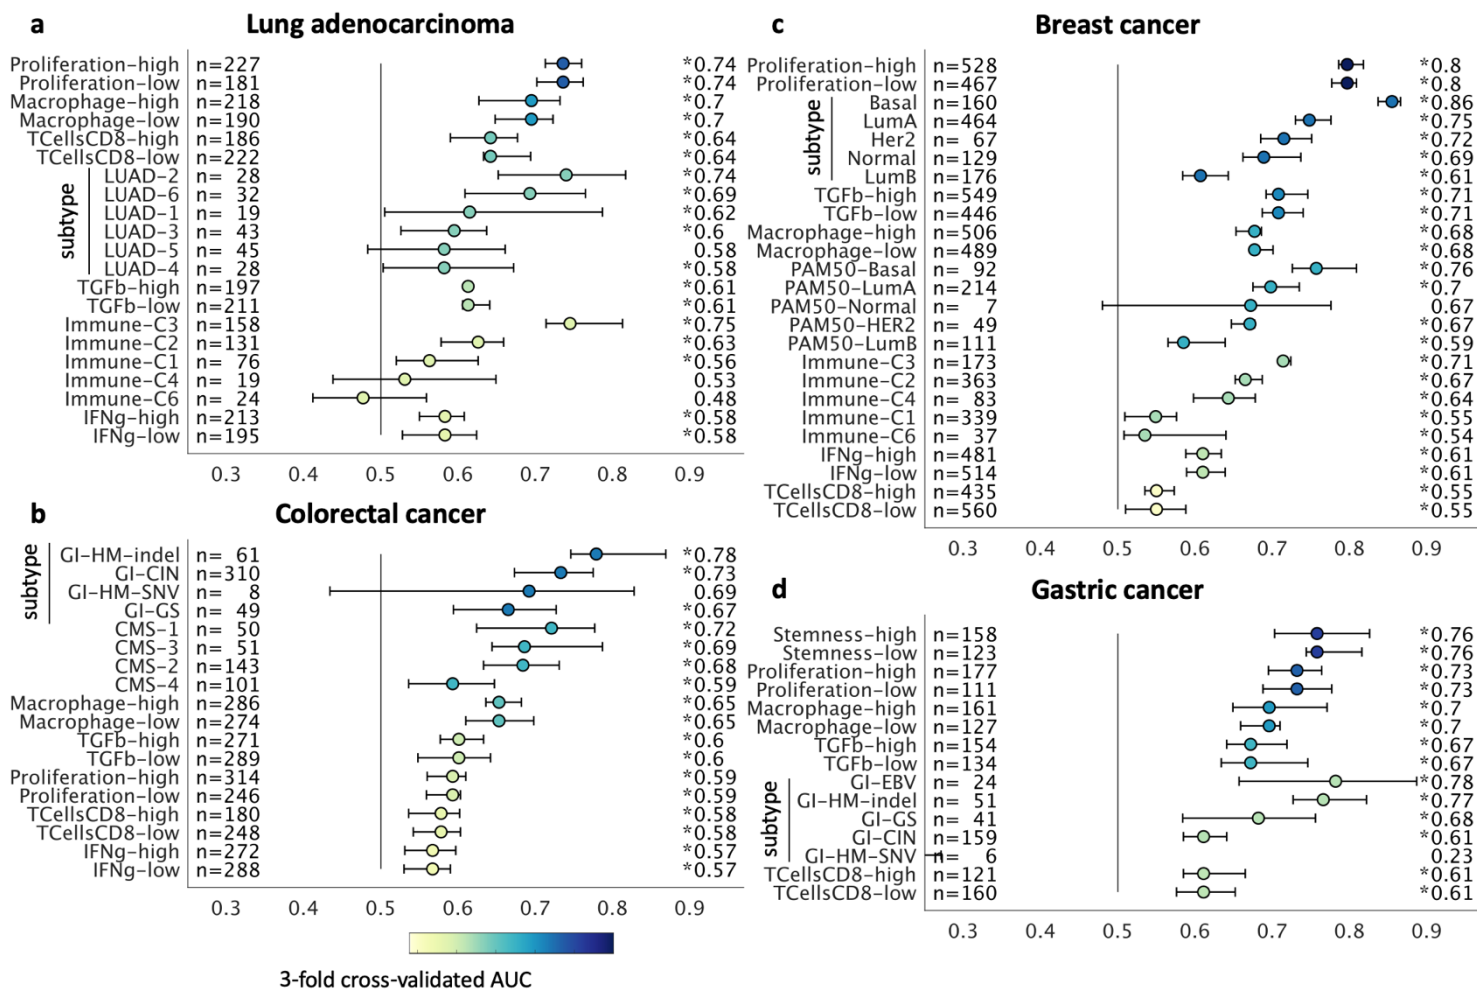 a Lung adenocarcinoma
Proliferation-high n=227 *0.74
Proliferation-low n=181 *0.74
Macrophage-high n=218 *0.7
Macrophage-low n=190 *0.7
TCellsCD8-high n=186 *0.64
TCellsCD8-low n=222 *0.64
subtype
LUAD-2 n= 28 *0.74
LUAD-6 n= 32 *0.69
LUAD-1 n= 19 *0.62
LUAD-3 n= 43 *0.6
LUAD-5 n= 45 0.58
LUAD-4 n= 28 *0.58
TGFb-high n=197 *0.61
TGFb-low n=211 *0.61
Immune-C3 n=158 *0.75
Immune-C2 n=131 *0.63
Immune-C1 n= 76 *0.56
Immune-C4 n= 19 0.53
Immune-C6 n= 24 0.48
IFNg-high n=213 *0.58
IFNg-low n=195 *0.58
0.3 0.4 0.5 0.6 0.7 0.8 0.9
b Colorectal cancer
subtype
GI-HM-indel n= 61 *0.78
GI-CIN n=310 *0.73
GI-HM-SNV n= 8 0.69
GI-GS n= 49 *0.67
CMS-1 n= 50 *0.72
CMS-3 n= 51 *0.69
CMS-2 n=143 *0.68
CMS-4 n=101 *0.59
Macrophage-high n=286 *0.65
Macrophage-low n=274 *0.65
TGFb-high n=271 *0.6
TGFb-low n=289 *0.6
Proliferation-high n=314 *0.59
Proliferation-low n=246 *0.59
TCellsCD8-high n=180 *0.58
TCellsCD8-low n=248 *0.58
IFNg-high n=272 *0.57
IFNg-low n=288 *0.57
0.3 0.4 0.5 0.6 0.7 0.8 0.9
3-fold cross-validated AUC
c Breast cancer
Proliferation-high n=528 *0.8
Proliferation-low n=467 *0.8
subtype
Basal n=160 *0.86
LumA n=464 *0.75
Her2 n= 67 *0.72
Normal n=129 *0.69
LumB n=176 *0.61
TGFb-high n=549 *0.71
TGFb-low n=446 *0.71
Macrophage-high n=506 *0.68
Macrophage-low n=489 *0.68
PAM50-Basal n= 92 *0.76
PAM50-LumA n=214 *0.7
PAM50-Normal n= 7 0.67
PAM50-HER2 n= 49 *0.67
PAM50-LumB n=111 *0.59
Immune-C3 n=173 *0.71
Immune-C2 n=363 *0.67
Immune-C4 n= 83 *0.64
Immune-C1 n=339 *0.55
Immune-C6 n= 37 *0.54
IFNg-high n=481 *0.61
IFNg-low n=514 *0.61
TCellsCD8-high n=435 *0.55
TCellsCD8-low n=560 *0.55
0.3 0.4 0.5 0.6 0.7 0.8 0.9
d Gastric cancer
Stemness-high n=158 *0.76
Stemness-low n=123 *0.76
Proliferation-high n=177 *0.73
Proliferation-low n=111 *0.73
Macrophage-high n=161 *0.7
Macrophage-low n=127 *0.7
TGFb-high n=154 *0.67
TGFb-low n=134 *0.67
subtype
GI-EBV n= 24 *0.78
GI-HM-indel n= 51 *0.77
GI-GS n= 41 *0.68
GI-CIN n=159 *0.61
GI-HM-SNV n= 6 0.23
TCellsCD8-high n=121 *0.61
TCellsCD8-low n=160 *0.61
0.3 0.4 0.5 0.6 0.7 0.8 0.9